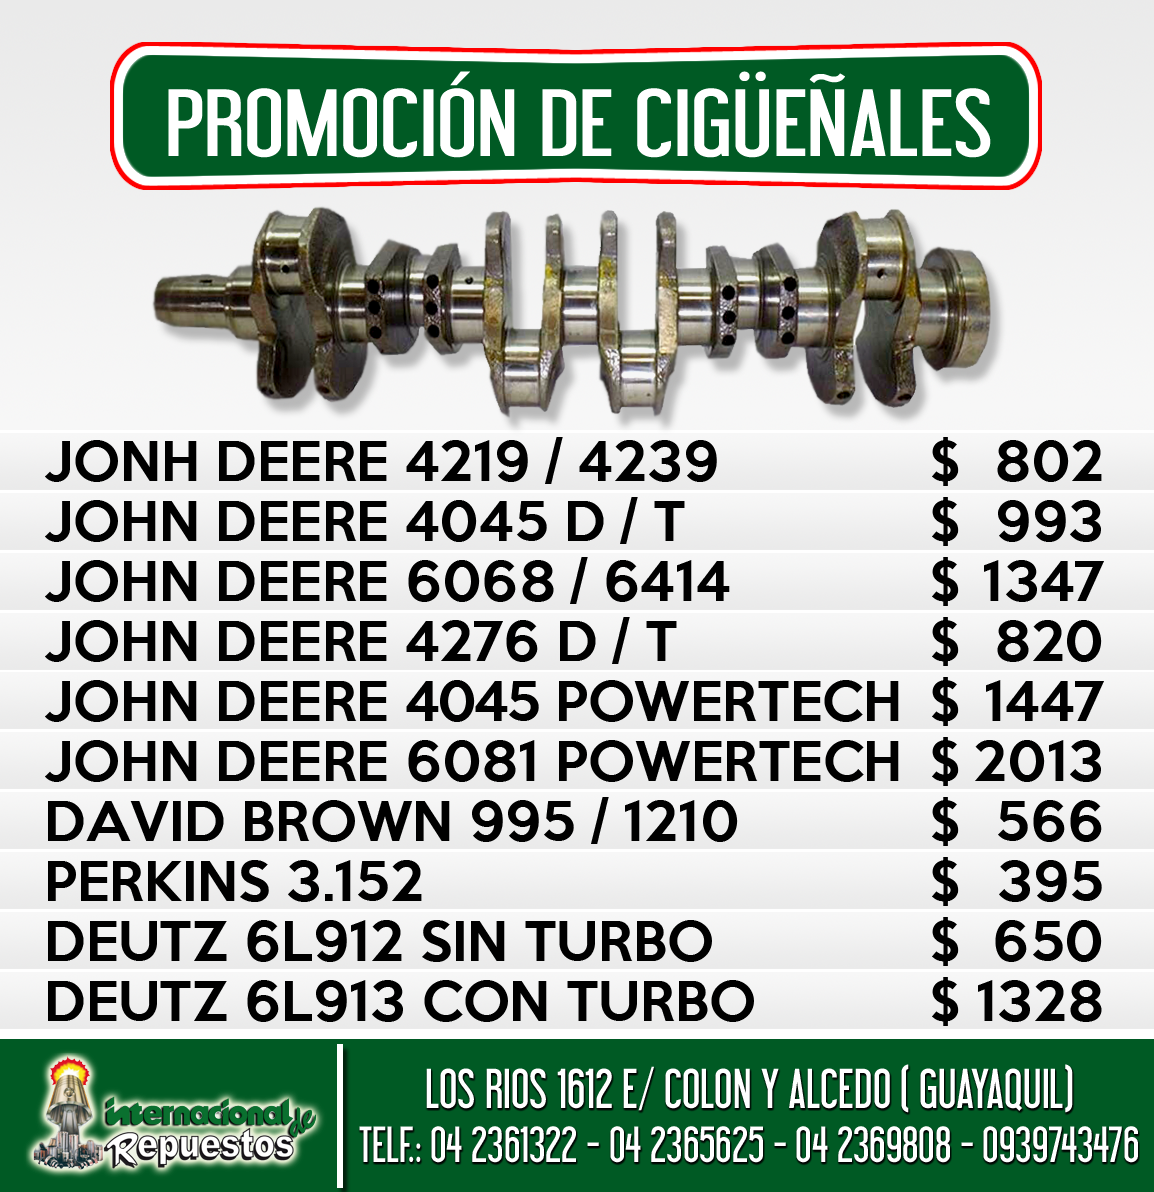 PROMOCIÓN DE CIGÜEÑALES
JONH DEERE 4219 / 4239 $ 802
JOHN DEERE 4045 D / T $ 993
JOHN DEERE 6068 / 6414 $ 1347
JOHN DEERE 4276 D / T $ 820
JOHN DEERE 4045 POWERTECH $ 1447
JOHN DEERE 6081 POWERTECH $ 2013
DAVID BROWN 995 / 1210 $ 566
PERKINS 3.152 $ 395
DEUTZ 6L912 SIN TURBO $ 650
DEUTZ 6L913 CON TURBO $ 1328
internacional de
Repuestos
LOS RIOS 1612 E/ COLON Y ALCEDO ( GUAYAQUIL)
TELF.: 04 2361322 - 04 2365625 - 04 2369808 - 0939743476